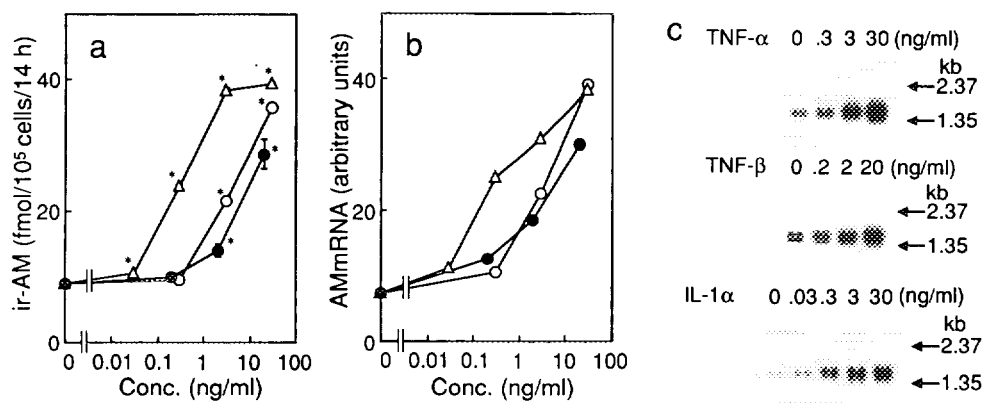 a
ir-AM (fmol/10⁵ cells/14 h)
40
20
0
0 0.01 0.1 1 10 100
Conc. (ng/ml)
* * * * * * * *
b
AMmRNA (arbitrary units)
40
20
0
0 0.01 0.1 1 10 100
Conc. (ng/ml)
c
TNF-α 0 .3 3 30 (ng/ml)
kb
←2.37
←1.35
TNF-β 0 .2 2 20 (ng/ml)
kb
←2.37
←1.35
IL-1α 0 .03 .3 3 30 (ng/ml)
kb
←2.37
←1.35